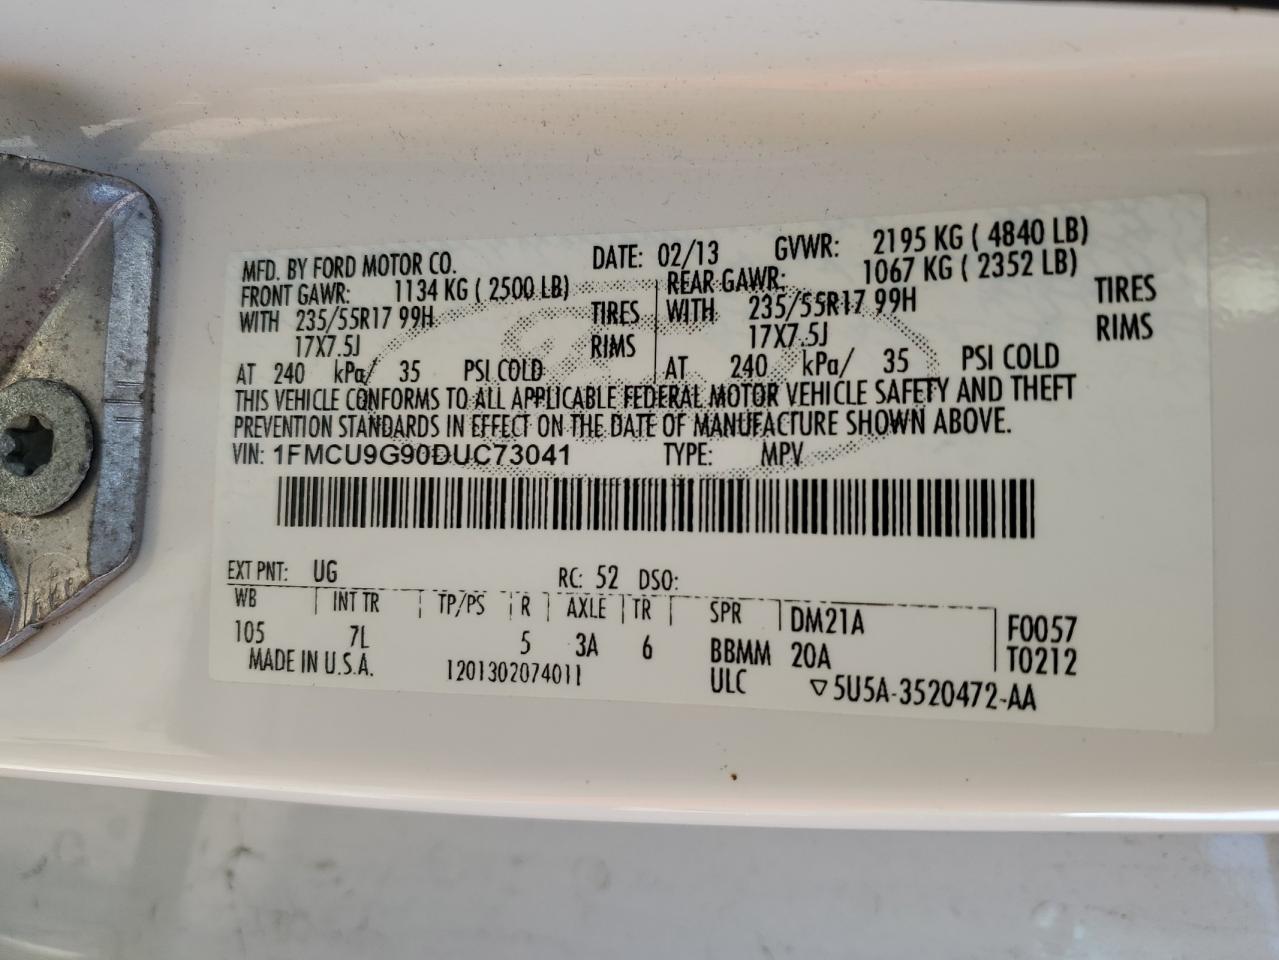 MFD. BY FORD MOTOR CO. DATE: 02/13 GVWR: 2195 KG ( 4840 LB)
FRONT GAWR: 1134 KG ( 2500 LB) REAR GAWR: 1067 KG ( 2352 LB)
WITH 235/55R17 99H TIRES WITH 235/55R17 99H TIRES
17X7.5J RIMS 17X7.5J RIMS
AT 240 kPa/ 35 PSI COLD AT 240 kPa/ 35 PSI COLD
THIS VEHICLE CONFORMS TO ALL APPLICABLE FEDERAL MOTOR VEHICLE SAFETY AND THEFT
PREVENTION STANDARDS IN EFFECT ON THE DATE OF MANUFACTURE SHOWN ABOVE.
VIN: 1FMCU9G90DUC73041 TYPE: MPV
EXT PNT: UG RC: 52 DSO:
WB INT TR TP/PS R AXLE TR SPR DM21A F0057
105 7L 5 3A 6 BBMM 20A T0212
MADE IN U.S.A. 1201302074011 ULC ▽5U5A-3520472-AA